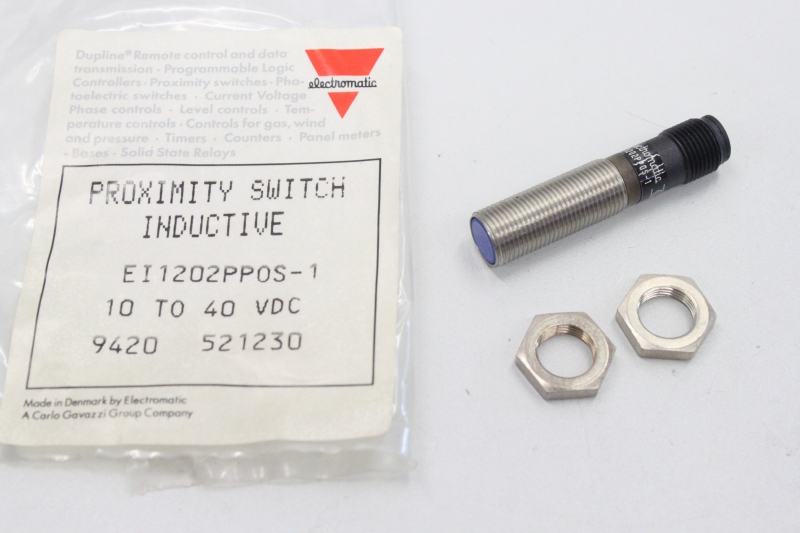 Dupline® Remote control and data
transmission · Programmable Logic
Controllers · Proximity switches · Pho-
toelectric switches · Current Voltage
Phase controls · Level controls · Tem-
perature controls · Controls for gas, wind
and pressure · Timers · Counters · Panel meters
· Bases · Solid State Relays
electromatic
PROXIMITY SWITCH
INDUCTIVE
EI1202PPOS-1
10 TO 40 VDC
9420 521230
Made in Denmark by Electromatic
A Carlo Gavazzi Group Company